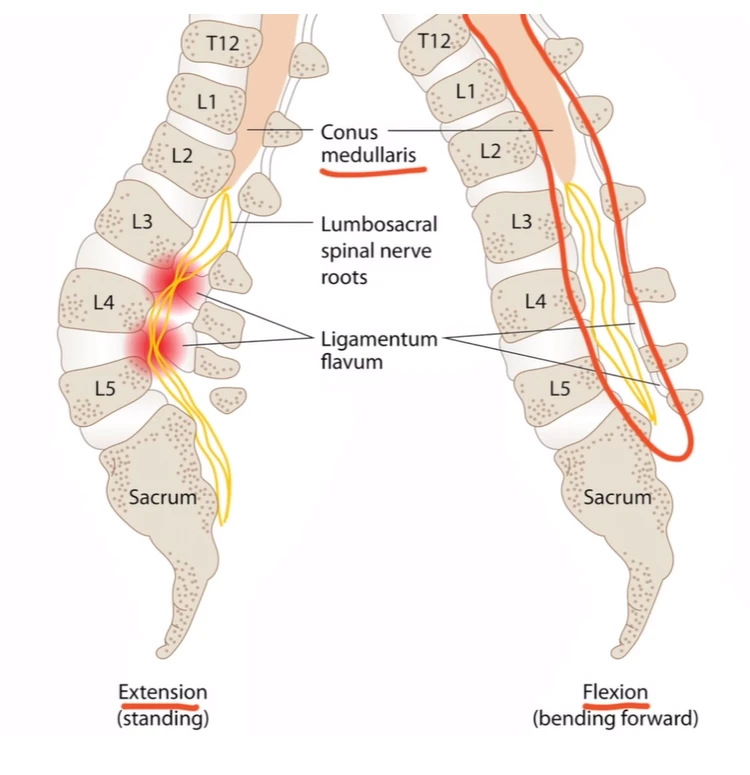 T12
L1
L2
L3
L4
L5
Sacrum
Conus
medullaris
Lumbosacral
spinal nerve
roots
Ligamentum
flavum
T12
L1
L2
L3
L4
L5
Sacrum
Extension
(standing)
Flexion
(bending forward)